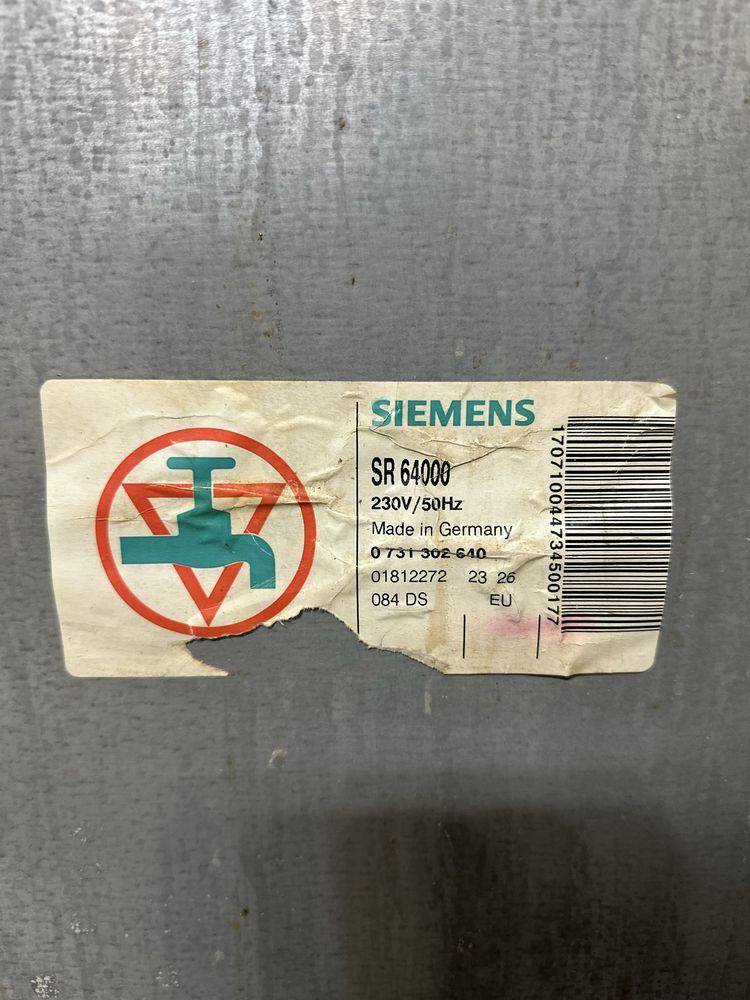 SIEMENS
SR 64000
230V/50Hz
Made in Germany
0 731 302 640
01812272 23 26
084 DS EU
170710044734500177